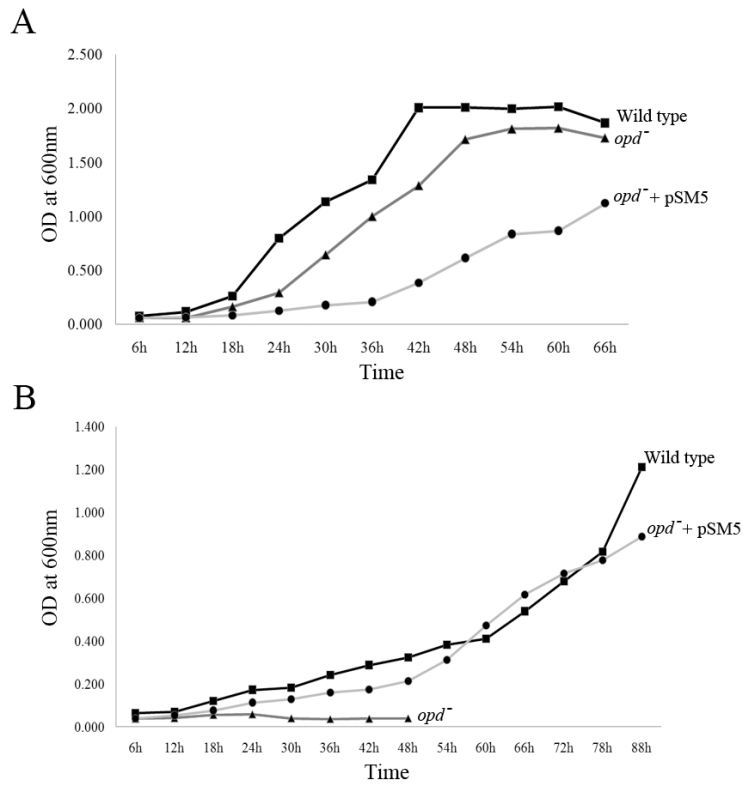 A
OD at 600nm
2.500
2.000
1.500
1.000
0.500
0.000
Wild type
opd-
opd- + pSM5
6h 12h 18h 24h 30h 36h 42h 48h 54h 60h 66h
Time
B
OD at 600nm
1.400
1.200
1.000
0.800
0.600
0.400
0.200
0.000
Wild type
opd- + pSM5
opd-
6h 12h 18h 24h 30h 36h 42h 48h 54h 60h 66h 72h 78h 88h
Time